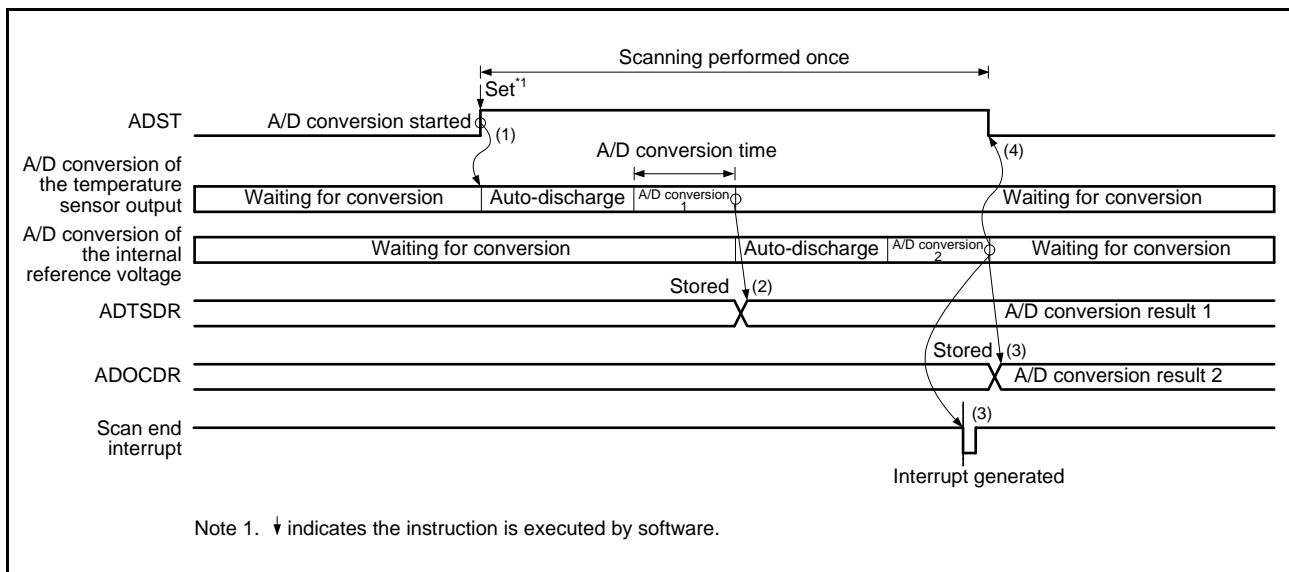 Scanning performed once
Set*1
ADST
A/D conversion started
(1)
A/D conversion time
(4)
A/D conversion of
the temperature
sensor output
Waiting for conversion
Auto-discharge
A/D conversion
1
Waiting for conversion
A/D conversion of
the internal
reference voltage
Waiting for conversion
Auto-discharge
A/D conversion
2
Waiting for conversion
Stored
(2)
ADTSDR
A/D conversion result 1
Stored
(3)
ADOCDR
A/D conversion result 2
Scan end
interrupt
(3)
Interrupt generated
Note 1. indicates the instruction is executed by software.